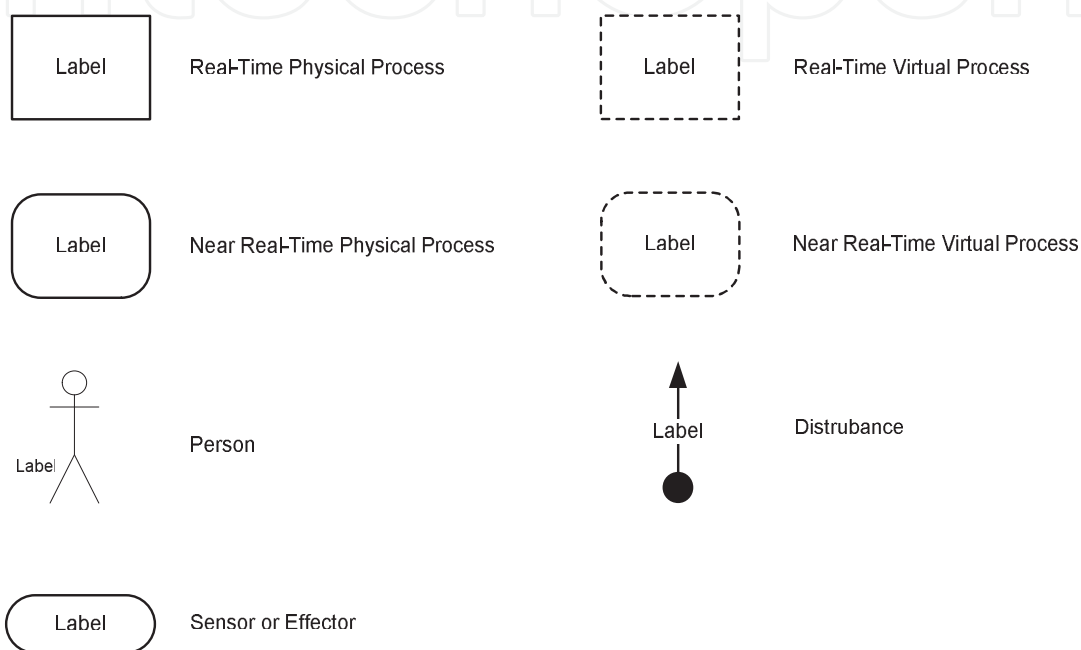 Label Real-Time Physical Process
Label Real-Time Virtual Process
Label Near Real-Time Physical Process
Label Near Real-Time Virtual Process
Label Person
Label Distrubance
Label Sensor or Effector